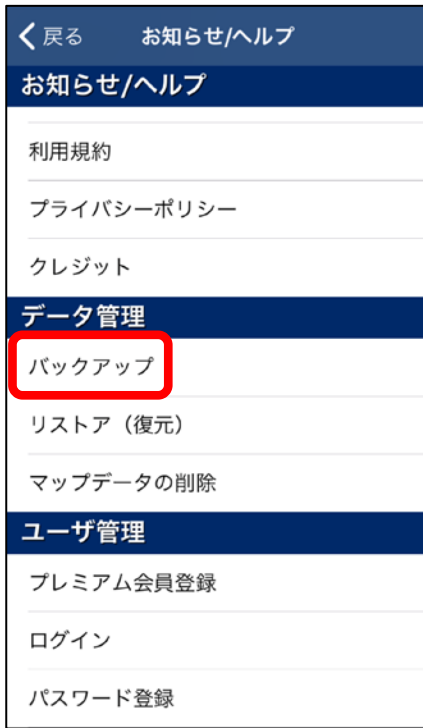 戻る お知らせ/ヘルプ
お知らせ/ヘルプ
利用規約
プライバシーポリシー
クレジット
データ管理
バックアップ
リストア（復元）
マップデータの削除
ユーザ管理
プレミアム会員登録
ログイン
パスワード登録